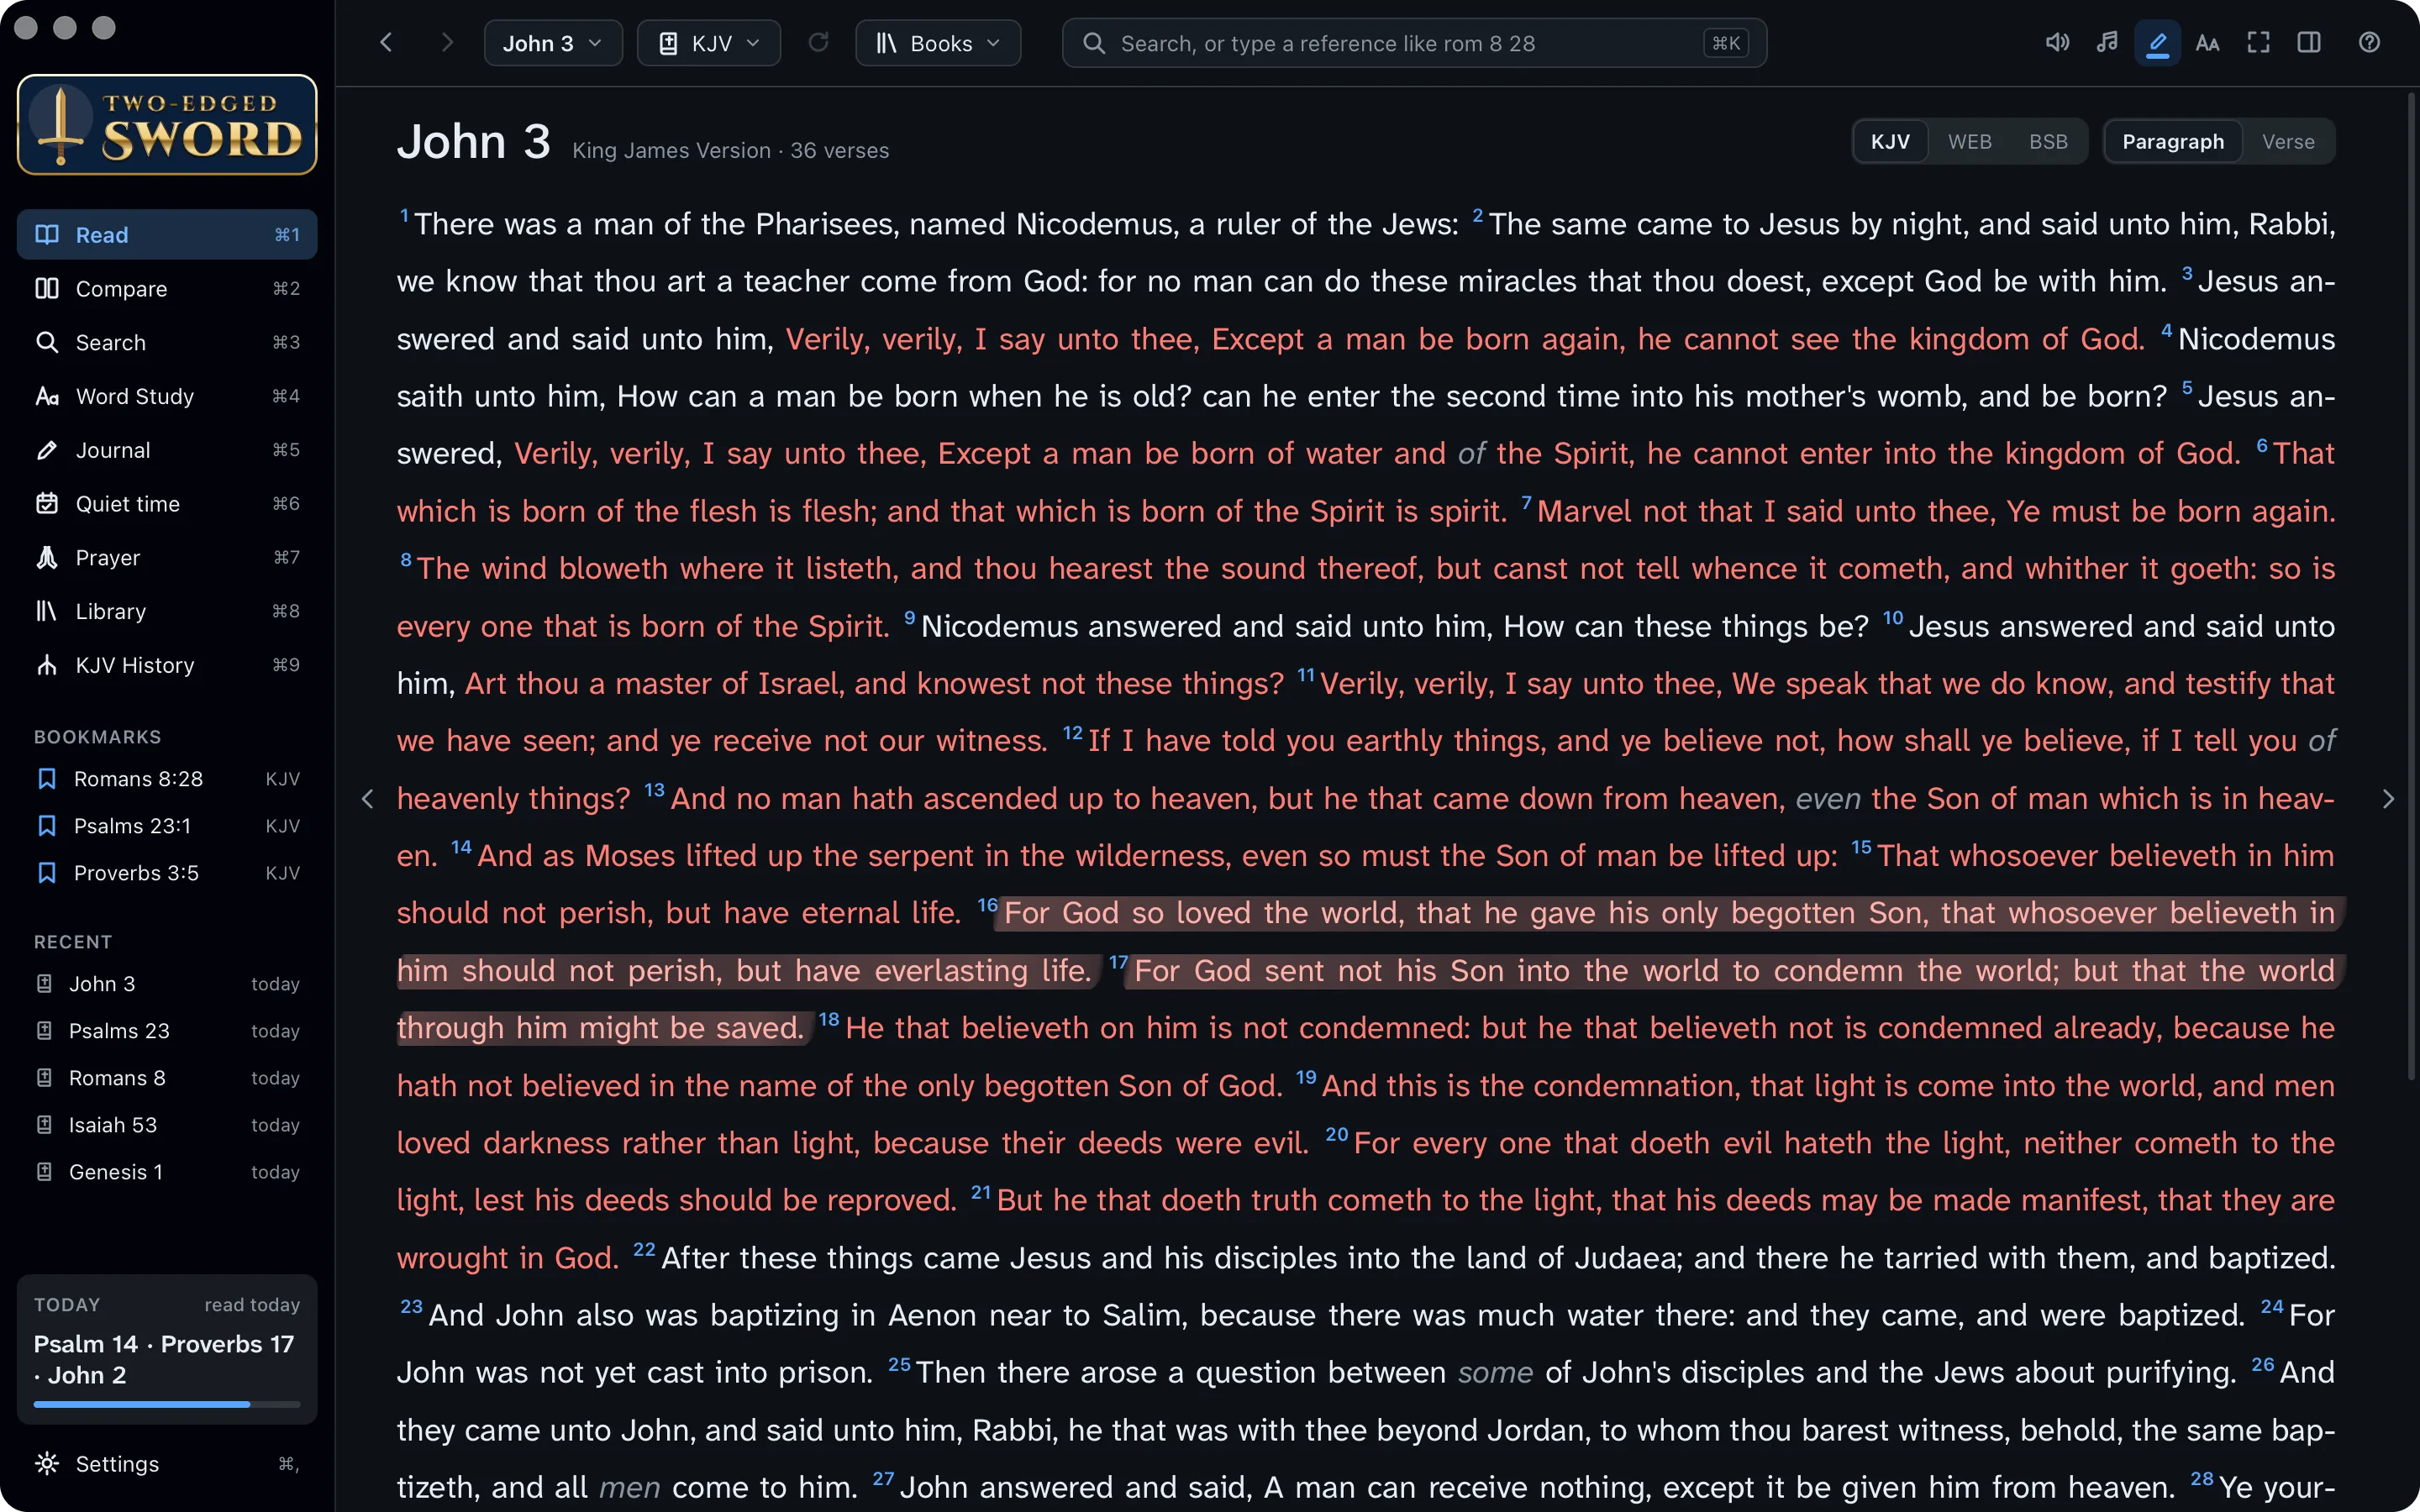 TWO-EDGED
SWORD
Read ⌘1
Compare ⌘2
Search ⌘3
Word Study ⌘4
Journal ⌘5
Quiet time ⌘6
Prayer ⌘7
Library ⌘8
KJV History ⌘9
BOOKMARKS
Romans 8:28 KJV
Psalms 23:1 KJV
Proverbs 3:5 KJV
RECENT
John 3 today
Psalms 23 today
Romans 8 today
Isaiah 53 today
Genesis 1 today
TODAY read today
Psalm 14 · Proverbs 17
· John 2
Settings ⌘,
John 3 KJV Books Search, or type a reference like rom 8 28 ⌘K
John 3 King James Version · 36 verses KJV WEB BSB Paragraph Verse
1 There was a man of the Pharisees, named Nicodemus, a ruler of the Jews: 2 The same came to Jesus by night, and said unto him, Rabbi,
we know that thou art a teacher come from God: for no man can do these miracles that thou doest, except God be with him. 3 Jesus an-
swered and said unto him, Verily, verily, I say unto thee, Except a man be born again, he cannot see the kingdom of God. 4 Nicodemus
saith unto him, How can a man be born when he is old? can he enter the second time into his mother's womb, and be born? 5 Jesus an-
swered, Verily, verily, I say unto thee, Except a man be born of water and of the Spirit, he cannot enter into the kingdom of God. 6 That
which is born of the flesh is flesh; and that which is born of the Spirit is spirit. 7 Marvel not that I said unto thee, Ye must be born again.
8 The wind bloweth where it listeth, and thou hearest the sound thereof, but canst not tell whence it cometh, and whither it goeth: so is
every one that is born of the Spirit. 9 Nicodemus answered and said unto him, How can these things be? 10 Jesus answered and said unto
him, Art thou a master of Israel, and knowest not these things? 11 Verily, verily, I say unto thee, We speak that we do know, and testify that
we have seen; and ye receive not our witness. 12 If I have told you earthly things, and ye believe not, how shall ye believe, if I tell you of
heavenly things? 13 And no man hath ascended up to heaven, but he that came down from heaven, even the Son of man which is in heav-
en. 14 And as Moses lifted up the serpent in the wilderness, even so must the Son of man be lifted up: 15 That whosoever believeth in him
should not perish, but have eternal life. 16 For God so loved the world, that he gave his only begotten Son, that whosoever believeth in
him should not perish, but have everlasting life. 17 For God sent not his Son into the world to condemn the world; but that the world
through him might be saved. 18 He that believeth on him is not condemned: but he that believeth not is condemned already, because he
hath not believed in the name of the only begotten Son of God. 19 And this is the condemnation, that light is come into the world, and men
loved darkness rather than light, because their deeds were evil. 20 For every one that doeth evil hateth the light, neither cometh to the
light, lest his deeds should be reproved. 21 But he that doeth truth cometh to the light, that his deeds may be made manifest, that they are
wrought in God. 22 After these things came Jesus and his disciples into the land of Judaea; and there he tarried with them, and baptized.
23 And John also was baptizing in Aenon near to Salim, because there was much water there: and they came, and were baptized. 24 For
John was not yet cast into prison. 25 Then there arose a question between some of John's disciples and the Jews about purifying. 26 And
they came unto John, and said unto him, Rabbi, he that was with thee beyond Jordan, to whom thou barest witness, behold, the same bap-
tizeth, and all men come to him. 27 John answered and said, A man can receive nothing, except it be given him from heaven. 28 Ye your-